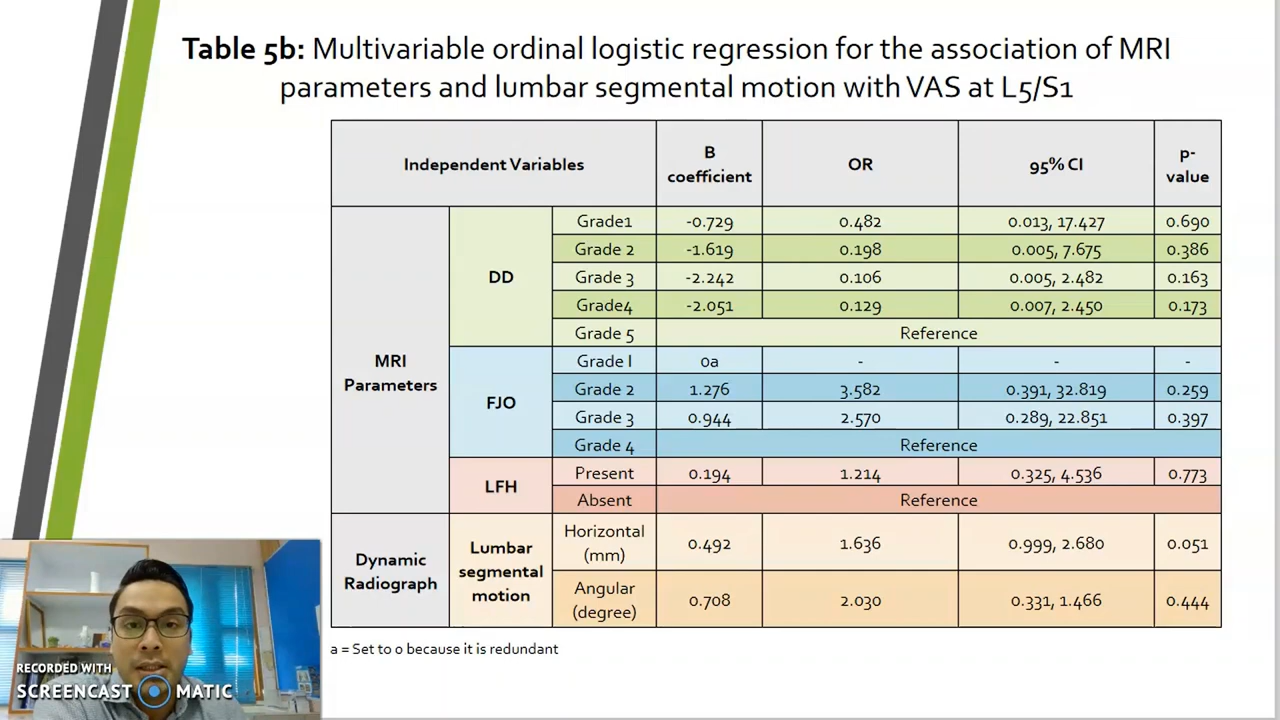 Table 5b: Multivariable ordinal logistic regression for the association of MRI
parameters and lumbar segmental motion with VAS at L5/S1
Independent Variables B coefficient OR 95% CI p-value
MRI Parameters
DD
Grade1 -0.729 0.482 0.013, 17.427 0.690
Grade 2 -1.619 0.198 0.005, 7.675 0.386
Grade 3 -2.242 0.106 0.005, 2.482 0.163
Grade4 -2.051 0.129 0.007, 2.450 0.173
Grade 5 Reference
FJO
Grade I 0a - - -
Grade 2 1.276 3.582 0.391, 32.819 0.259
Grade 3 0.944 2.570 0.289, 22.851 0.397
Grade 4 Reference
LFH
Present 0.194 1.214 0.325, 4.536 0.773
Absent Reference
Dynamic Radiograph
Lumbar segmental motion
Horizontal (mm) 0.492 1.636 0.999, 2.680 0.051
Angular (degree) 0.708 2.030 0.331, 1.466 0.444
a = Set to 0 because it is redundant
RECORDED WITH
SCREENCAST MATIC